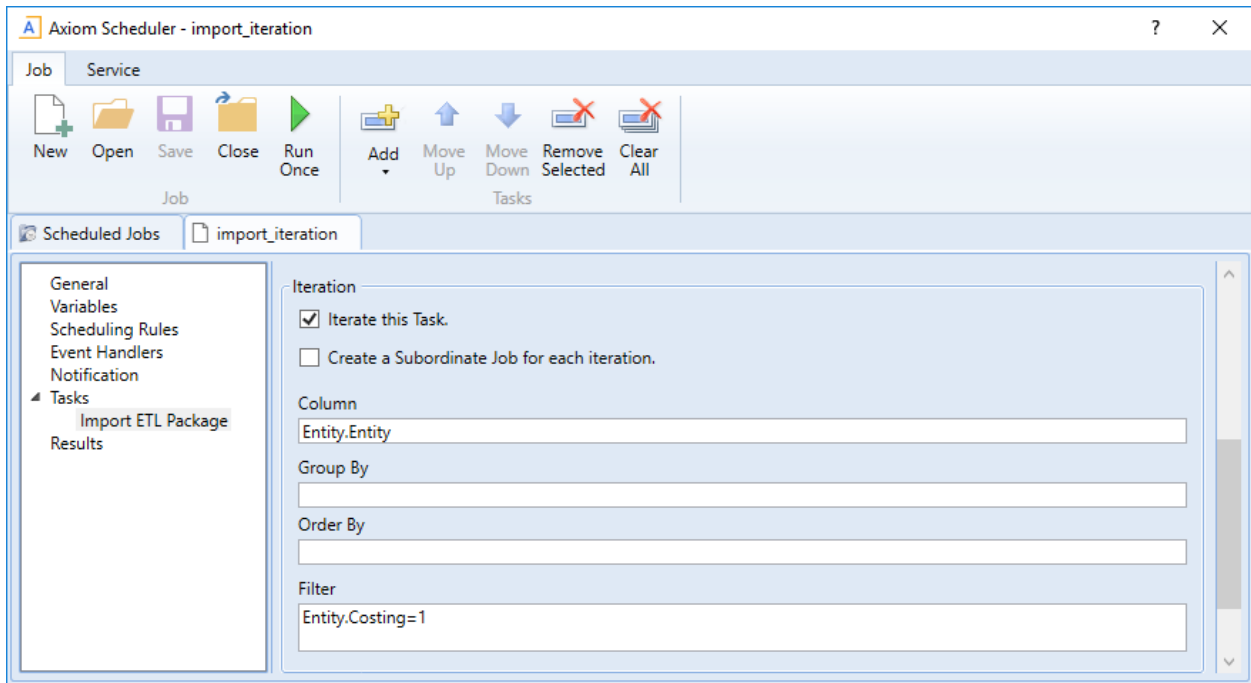 A Axiom Scheduler - import_iteration ?
Job Service
New Open Save Close Run Once Add Move Up Move Down Remove Selected Clear All
Job Tasks
Scheduled Jobs import_iteration
General
Variables
Scheduling Rules
Event Handlers
Notification
Tasks
Import ETL Package
Results
Iteration
Iterate this Task.
Create a Subordinate Job for each iteration.
Column
Entity.Entity
Group By
Order By
Filter
Entity.Costing=1